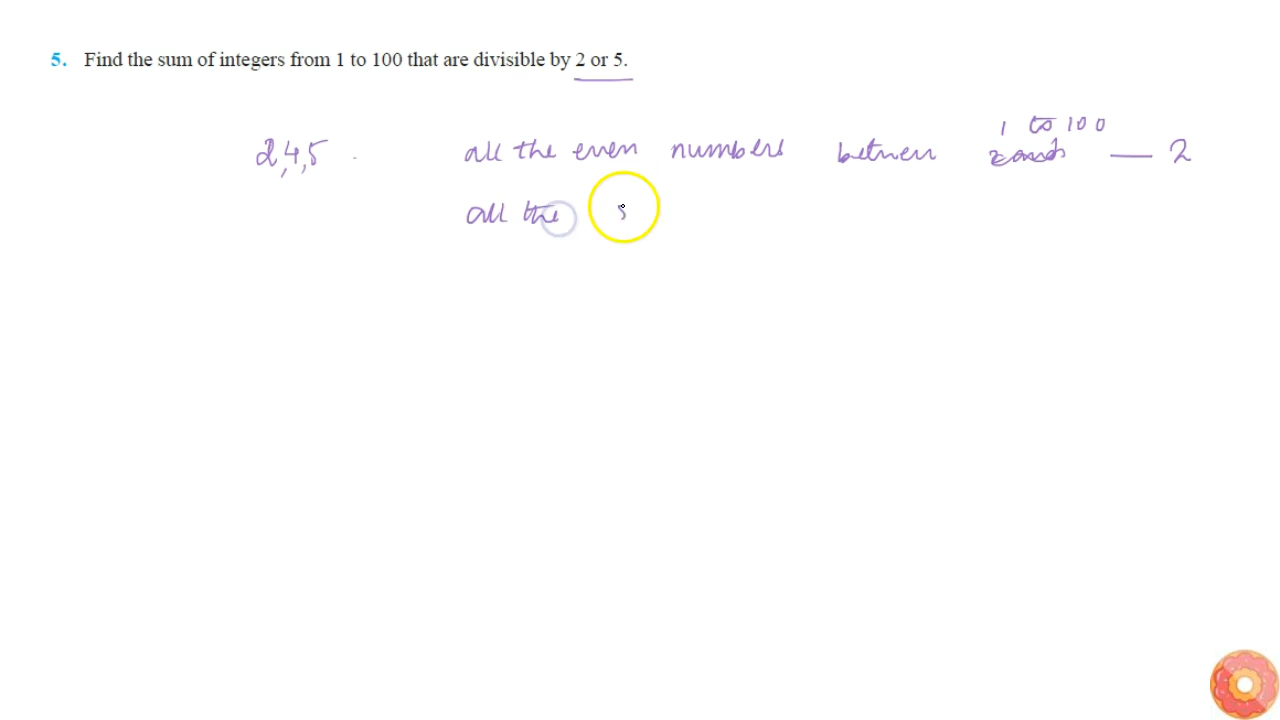 5. Find the sum of integers from 1 to 100 that are divisible by 2 or 5.
1 to 100
2,4,5 . all the even numbers between — 2
all the 5